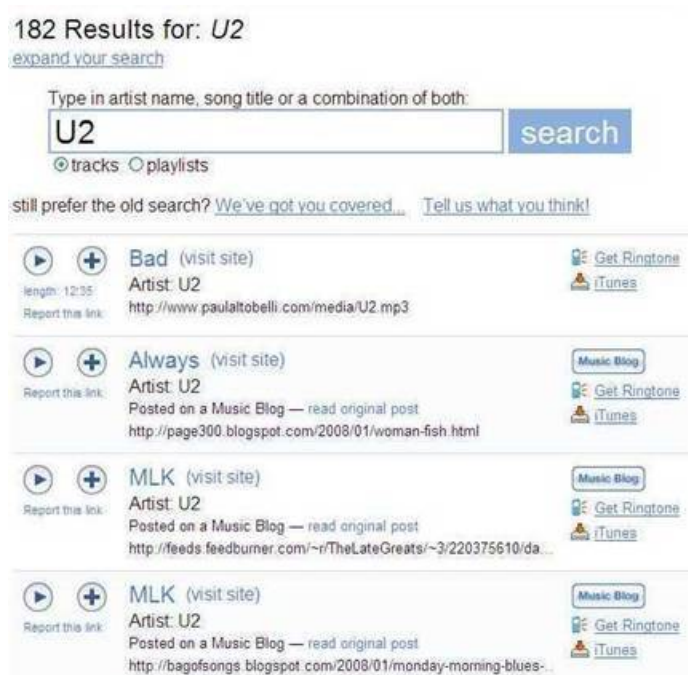 182 Results for: U2
expand your search
Type in artist name, song title or a combination of both:
U2 search
tracks playlists
still prefer the old search? We've got you covered... Tell us what you think!
Bad (visit site) Get Ringtone
Artist: U2 iTunes
length: 12:35
http://www.paulaltobelli.com/media/U2.mp3
Report this link
Always (visit site) Music Blog
Artist: U2 Get Ringtone
Report this link
Posted on a Music Blog — read original post iTunes
http://page300.blogspot.com/2008/01/woman-fish.html
MLK (visit site) Music Blog
Artist: U2 Get Ringtone
Report this link
Posted on a Music Blog — read original post iTunes
http://feeds.feedburner.com/~r/TheLateGreats/~3/220375610/da...
MLK (visit site) Music Blog
Artist: U2 Get Ringtone
Report this link
Posted on a Music Blog — read original post iTunes
http://bagofsongs.blogspot.com/2008/01/monday-morning-blues-...